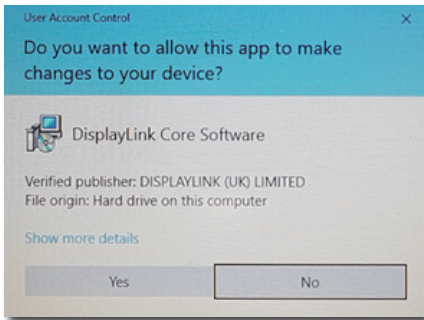 User Account Control
Do you want to allow this app to make
changes to your device?
DisplayLink Core Software
Verified publisher: DISPLAYLINK (UK) LIMITED
File origin: Hard drive on this computer
Show more details
Yes
No